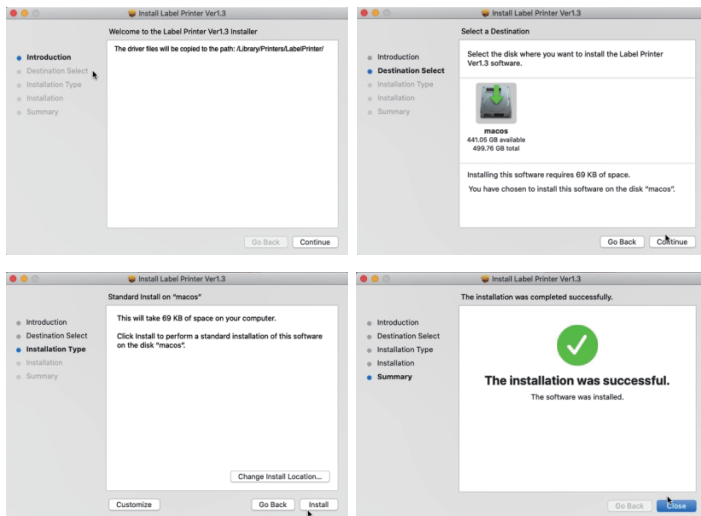 Install Label Printer Ver1.3
Welcome to the Label Printer Ver1.3 Installer
Introduction
Destination Select
Installation Type
Installation
Summary
The driver files will be copied to the path: /Library/Printers/LabelPrinter/
Go Back
Continue
Install Label Printer Ver1.3
Select a Destination
Introduction
Destination Select
Installation Type
Installation
Summary
Select the disk where you want to install the Label Printer
Ver1.3 software.
macos
441.05 GB available
499.76 GB total
Installing this software requires 69 KB of space.
You have chosen to install this software on the disk “macos”.
Go Back
Continue
Install Label Printer Ver1.3
Standard Install on “macos”
Introduction
Destination Select
Installation Type
Installation
Summary
This will take 69 KB of space on your computer.
Click Install to perform a standard installation of this software
on the disk “macos”.
Change Install Location...
Customize
Go Back
Install
Install Label Printer Ver1.3
The installation was completed successfully.
Introduction
Destination Select
Installation Type
Installation
Summary
The installation was successful.
The software was installed.
Go Back
Close